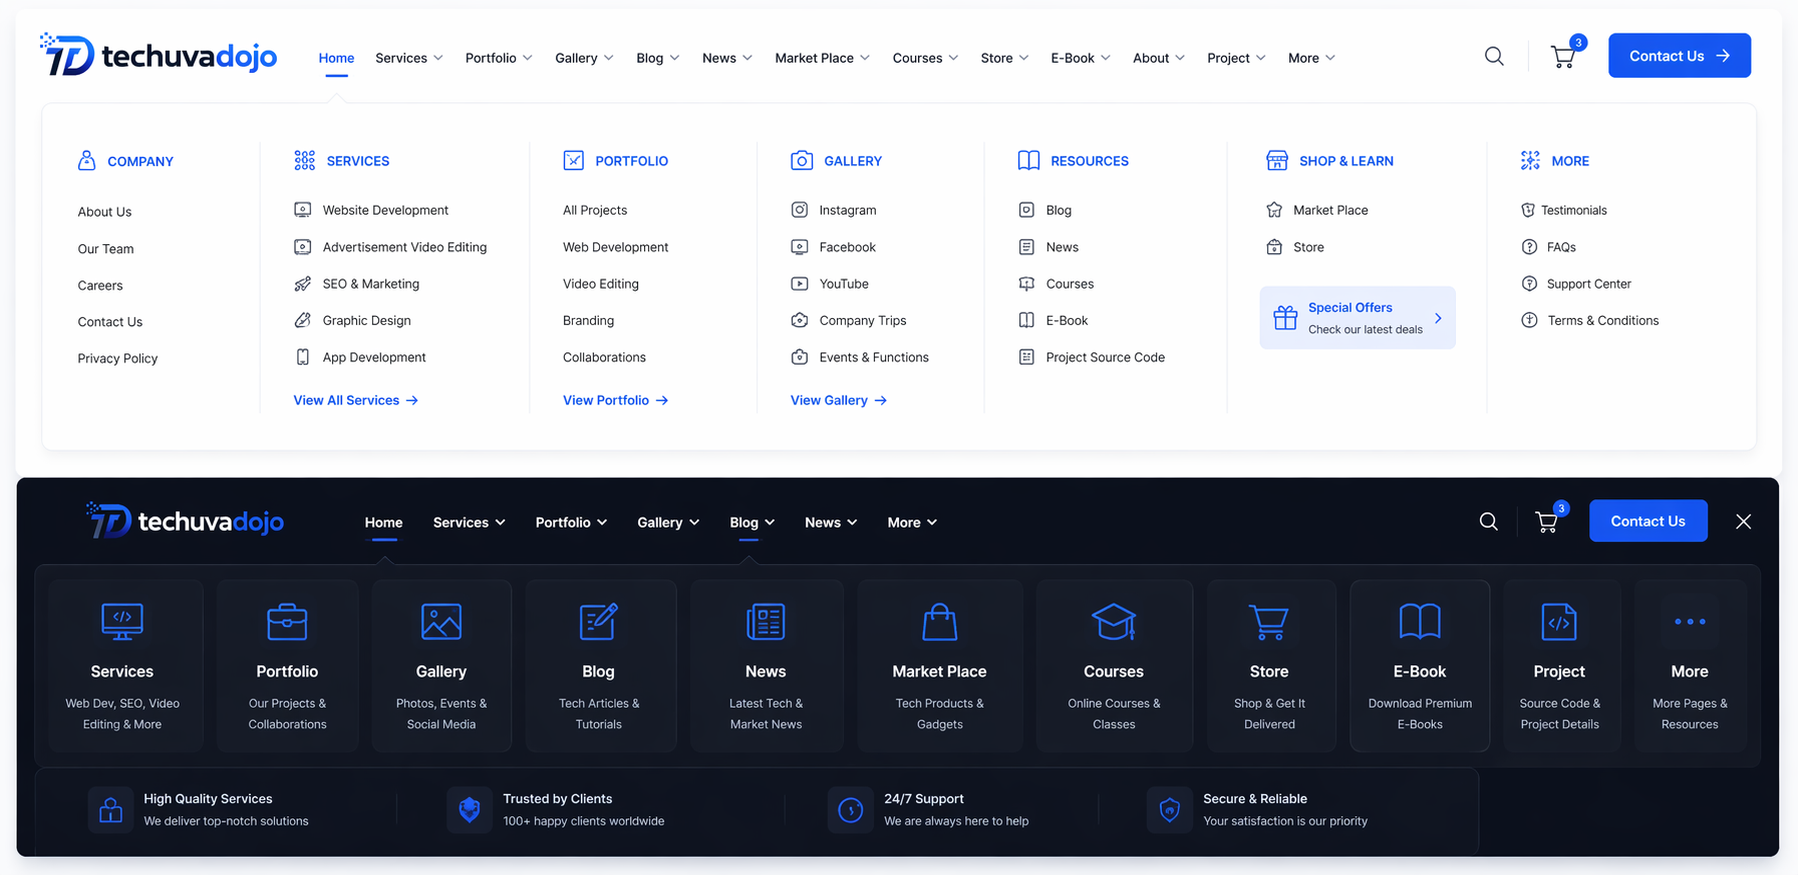 techuvadojo Home Services Portfolio Gallery Blog News Market Place Courses Store E-Book About Project More 3 Contact Us
COMPANY
About Us
Our Team
Careers
Contact Us
Privacy Policy
SERVICES
Website Development
Advertisement Video Editing
SEO & Marketing
Graphic Design
App Development
View All Services
PORTFOLIO
All Projects
Web Development
Video Editing
Branding
Collaborations
View Portfolio
GALLERY
Instagram
Facebook
YouTube
Company Trips
Events & Functions
View Gallery
RESOURCES
Blog
News
Courses
E-Book
Project Source Code
SHOP & LEARN
Market Place
Store
Special Offers
Check our latest deals
MORE
Testimonials
FAQs
Support Center
Terms & Conditions
techuvadojo Home Services Portfolio Gallery Blog News More 3 Contact Us
Services
Web Dev, SEO, Video
Editing & More
Portfolio
Our Projects &
Collaborations
Gallery
Photos, Events &
Social Media
Blog
Tech Articles &
Tutorials
News
Latest Tech &
Market News
Market Place
Tech Products &
Gadgets
Courses
Online Courses &
Classes
Store
Shop & Get It
Delivered
E-Book
Download Premium
E-Books
Project
Source Code &
Project Details
More
More Pages &
Resources
High Quality Services
We deliver top-notch solutions
Trusted by Clients
100+ happy clients worldwide
24/7 Support
We are always here to help
Secure & Reliable
Your satisfaction is our priority